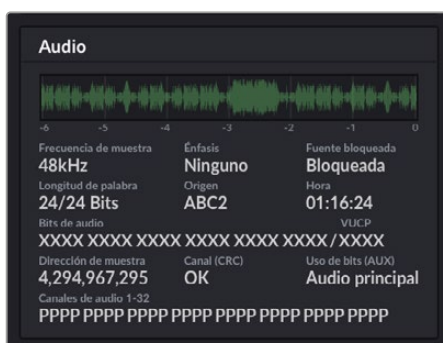 Audio
-6 -5 -4 -3 -2 -1 0
Frecuencia de muestra Énfasis Fuente bloqueada
48kHz Ninguno Bloqueada
Longitud de palabra Origen Hora
24/24 Bits ABC2 01:16:24
Bits de audio VUCP
XXXX XXXX XXXX XXXX XXXX XXXX / XXXX
Dirección de muestra Canal (CRC) Uso de bits (AUX)
4,294,967,295 OK Audio principal
Canales de audio 1-32
PPPP PPPP PPPP PPPP PPPP PPPP PPPP PPPP